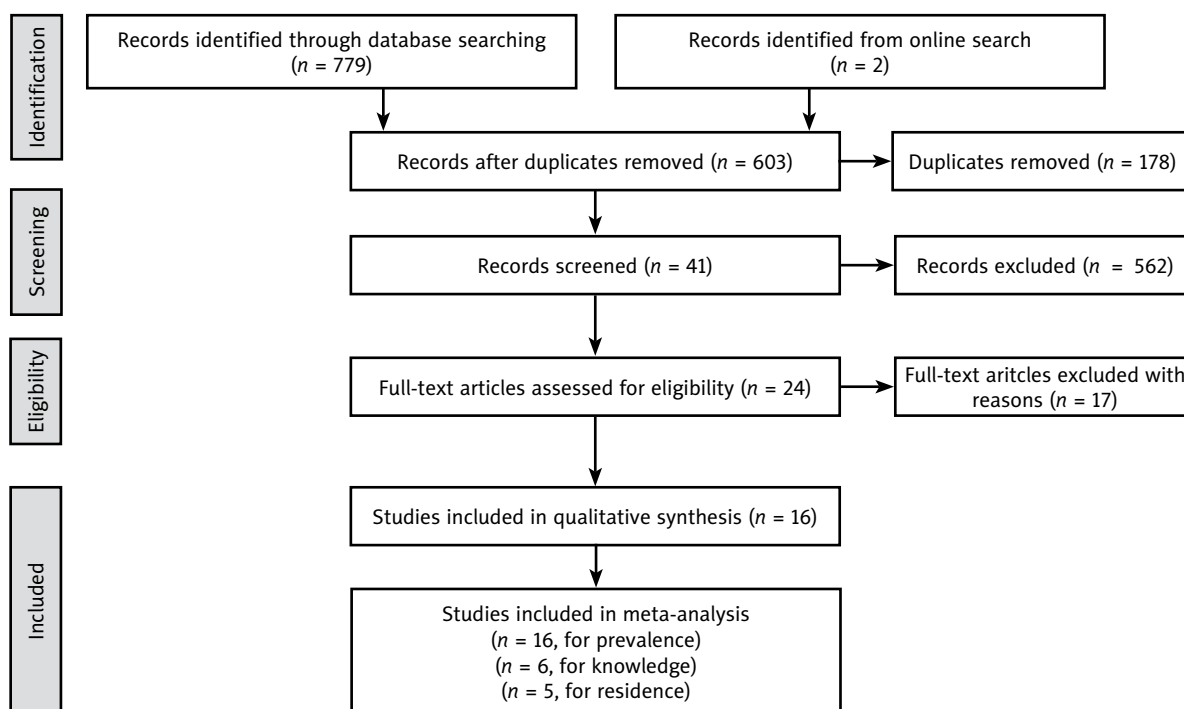 Identification
Records identified through database searching
(n = 779)
Records identified from online search
(n = 2)
Records after duplicates removed (n = 603)
Duplicates removed (n = 178)
Screening
Records screened (n = 41)
Records excluded (n = 562)
Eligibility
Full-text articles assessed for eligibility (n = 24)
Full-text aritcles excluded with
reasons (n = 17)
Included
Studies included in qualitative synthesis (n = 16)
Studies included in meta-analysis
(n = 16, for prevalence)
(n = 6, for knowledge)
(n = 5, for residence)